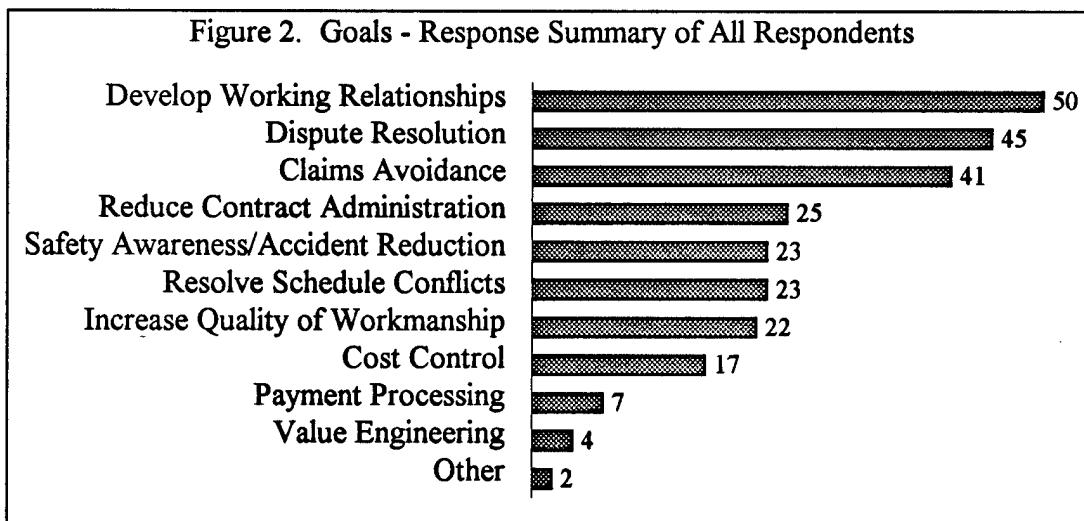 Figure 2. Goals - Response Summary of All Respondents
Develop Working Relationships 50
Dispute Resolution 45
Claims Avoidance 41
Reduce Contract Administration 25
Safety Awareness/Accident Reduction 23
Resolve Schedule Conflicts 23
Increase Quality of Workmanship 22
Cost Control 17
Payment Processing 7
Value Engineering 4
Other 2